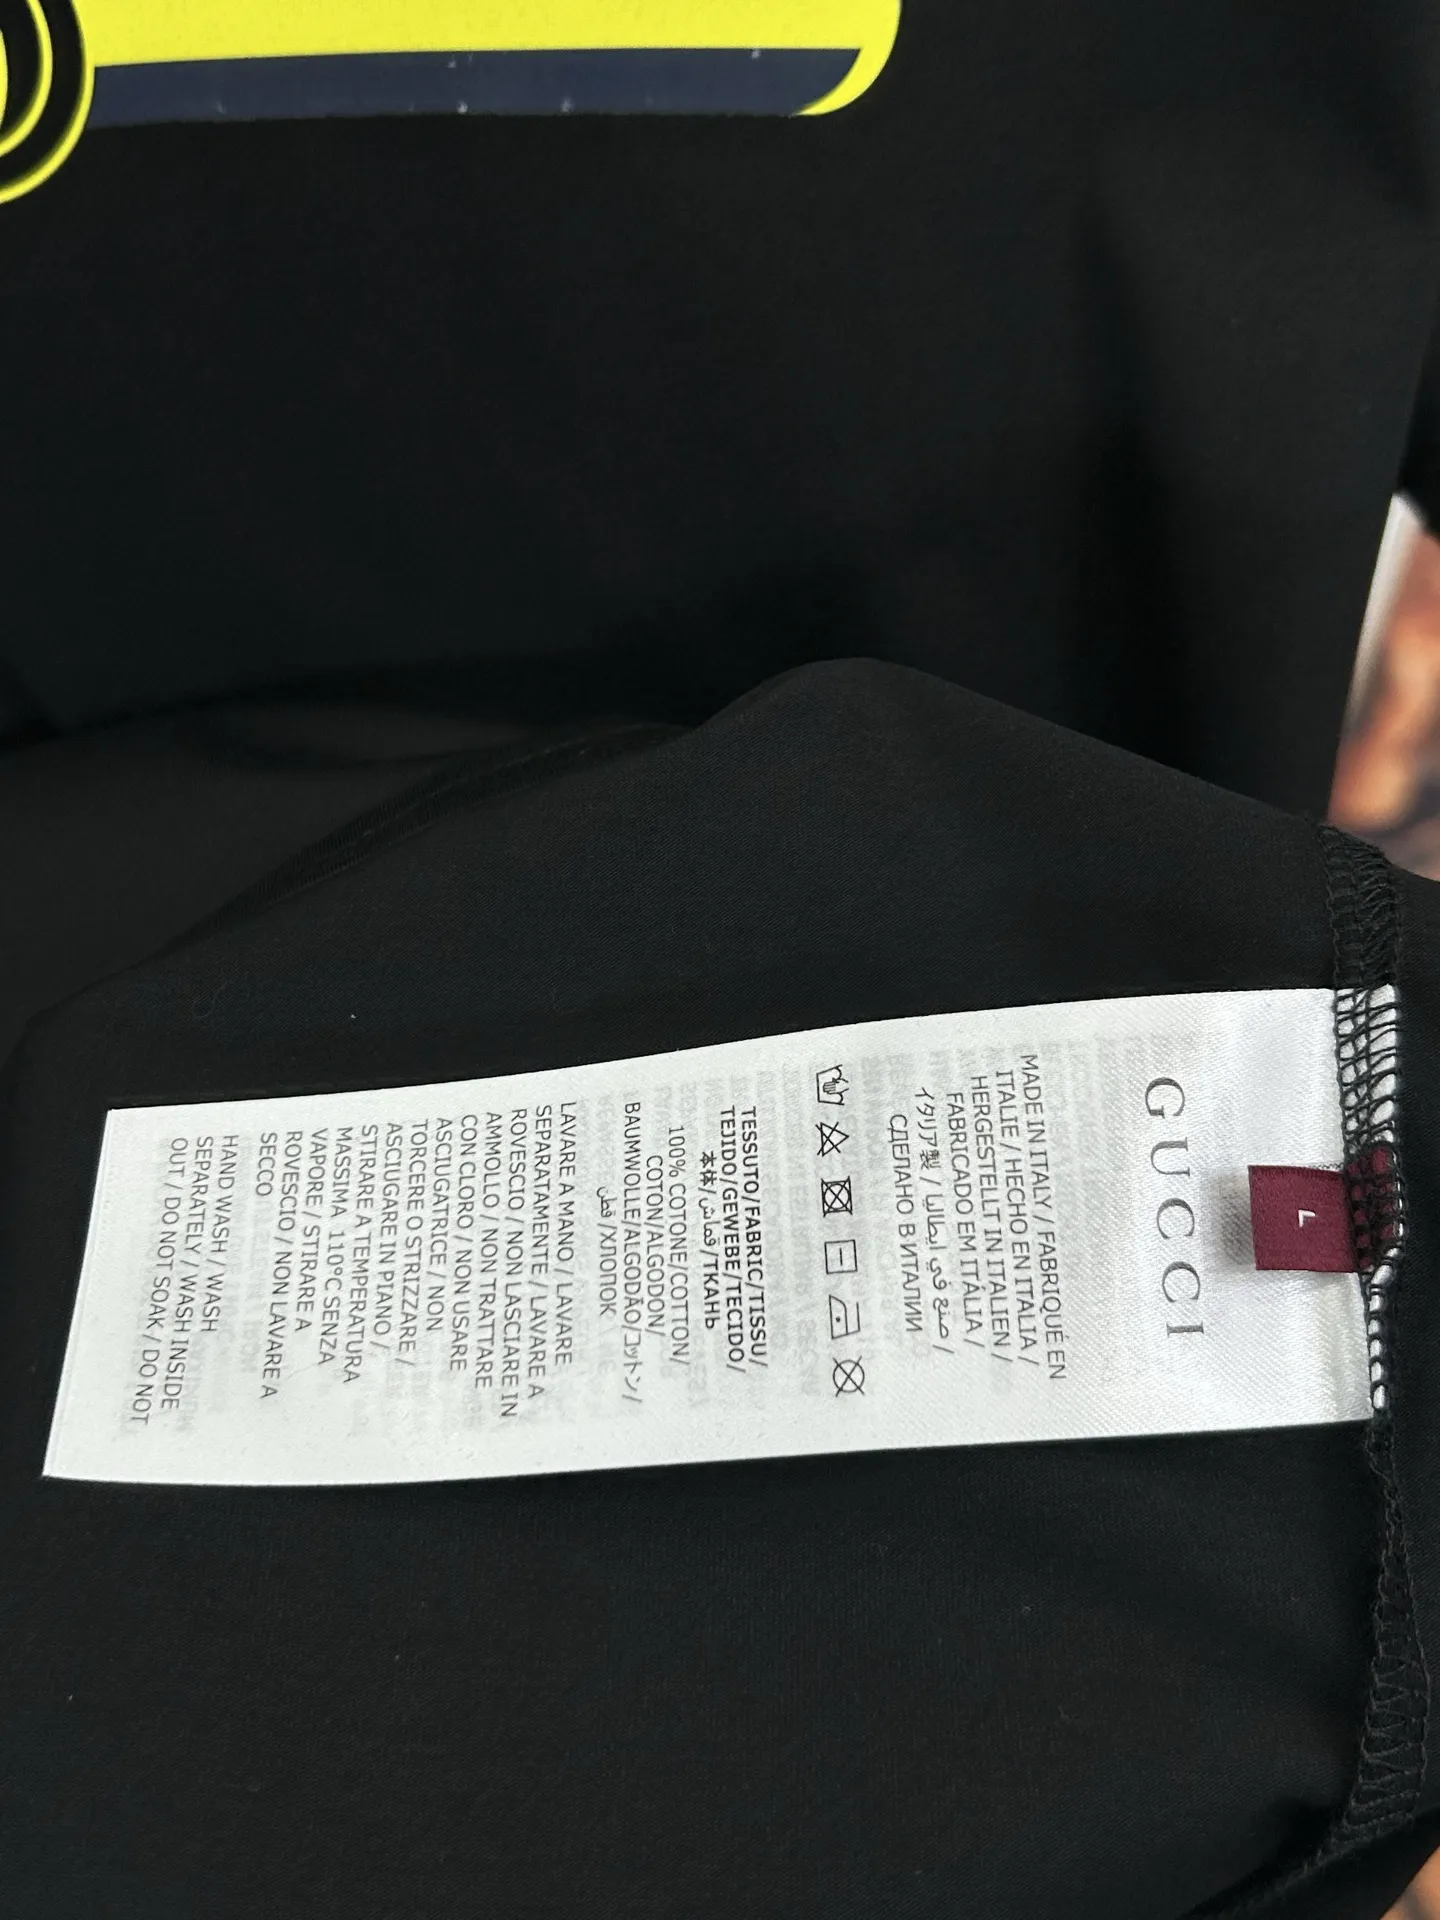 L
GUCCI
MADE IN ITALY / FABRIQUÉ EN
ITALIE / HECHO EN ITALIA /
HERGESTELLT IN ITALIEN /
FABRICADO EM ITÁLIA /
イタリア製 / صنع في ايطاليا /
СДЕЛАНО В ИТАЛИИ
TESSUTO/FABRIC/TISSU/
TEJIDO/GEWEBE/TECIDO/
本体/قماش/ТКАНЬ
100% COTONE/COTTON/
COTON/ALGODON/
BAUMWOLLE/ALGODÃO/コットン/
قطن/ХЛОПОК
LAVARE A MANO / LAVARE
SEPARATAMENTE / LAVARE A
ROVESCIO / NON LASCIARE IN
AMMOLLO / NON TRATTARE
CON CLORO / NON USARE
ASCIUGATRICE / NON
TORCERE O STRIZZARE /
ASCIUGARE IN PIANO /
STIRARE A TEMPERATURA
MASSIMA 110°C SENZA
VAPORE / STIRARE A
ROVESCIO / NON LAVARE A
SECCO
HAND WASH / WASH
SEPARATELY / WASH INSIDE
OUT / DO NOT SOAK / DO NOT